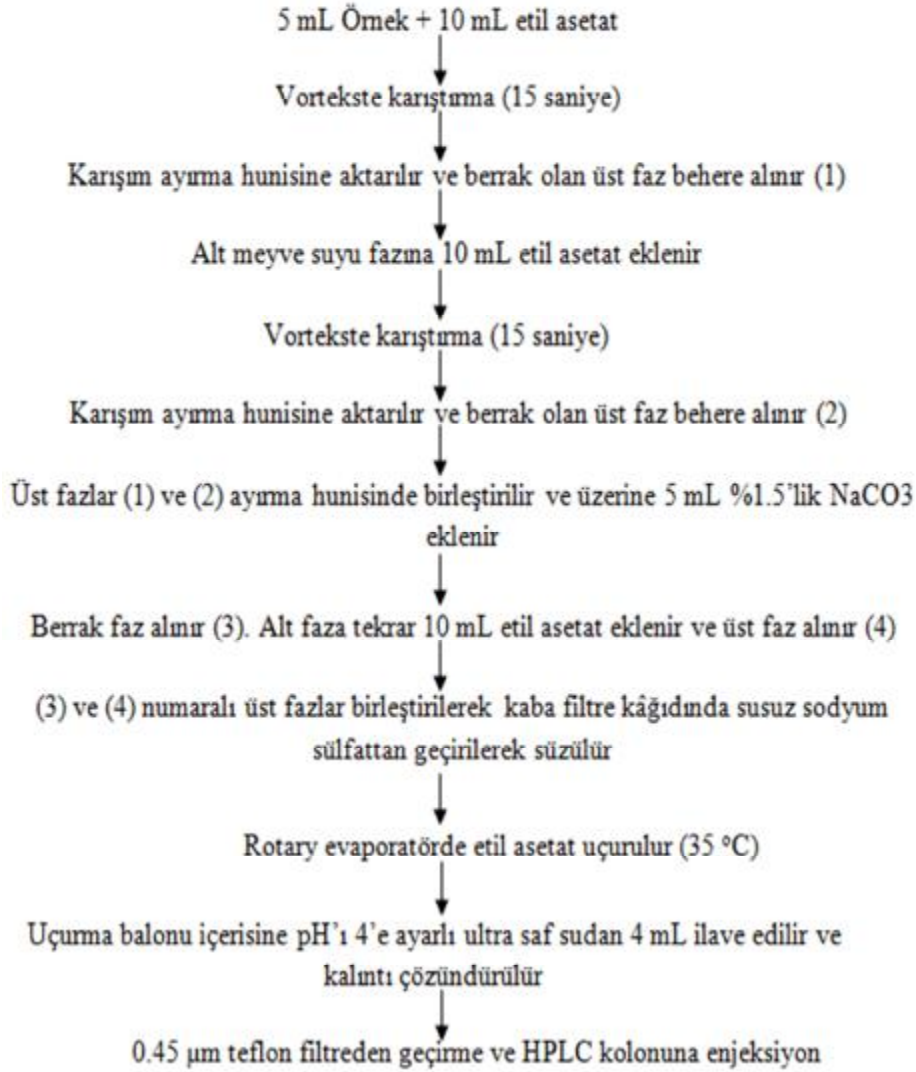 5 mL Örnek + 10 mL etil asetat
Vortekste karıştırma (15 saniye)
Karışım ayırma hunisine aktarılır ve berrak olan üst faz behere alınır (1)
Alt meyve suyu fazına 10 mL etil asetat eklenir
Vortekste karıştırma (15 saniye)
Karışım ayırma hunisine aktarılır ve berrak olan üst faz behere alınır (2)
Üst fazlar (1) ve (2) ayırma hunisinde birleştirilir ve üzerine 5 mL %1.5'lik NaCO3
eklenir
Berrak faz alınır (3). Alt faza tekrar 10 mL etil asetat eklenir ve üst faz alınır (4)
(3) ve (4) numaralı üst fazlar birleştirilerek kaba filtre kâğıdında susuz sodyum
sülfattan geçirilerek süzülür
Rotary evaporatörde etil asetat uçurulur (35 °C)
Uçurma balonu içerisine pH'ı 4'e ayarlı ultra saf sudan 4 mL ilave edilir ve
kalıntı çözündürülür
0.45 µm teflon filtreden geçirme ve HPLC kolonuna enjeksiyon